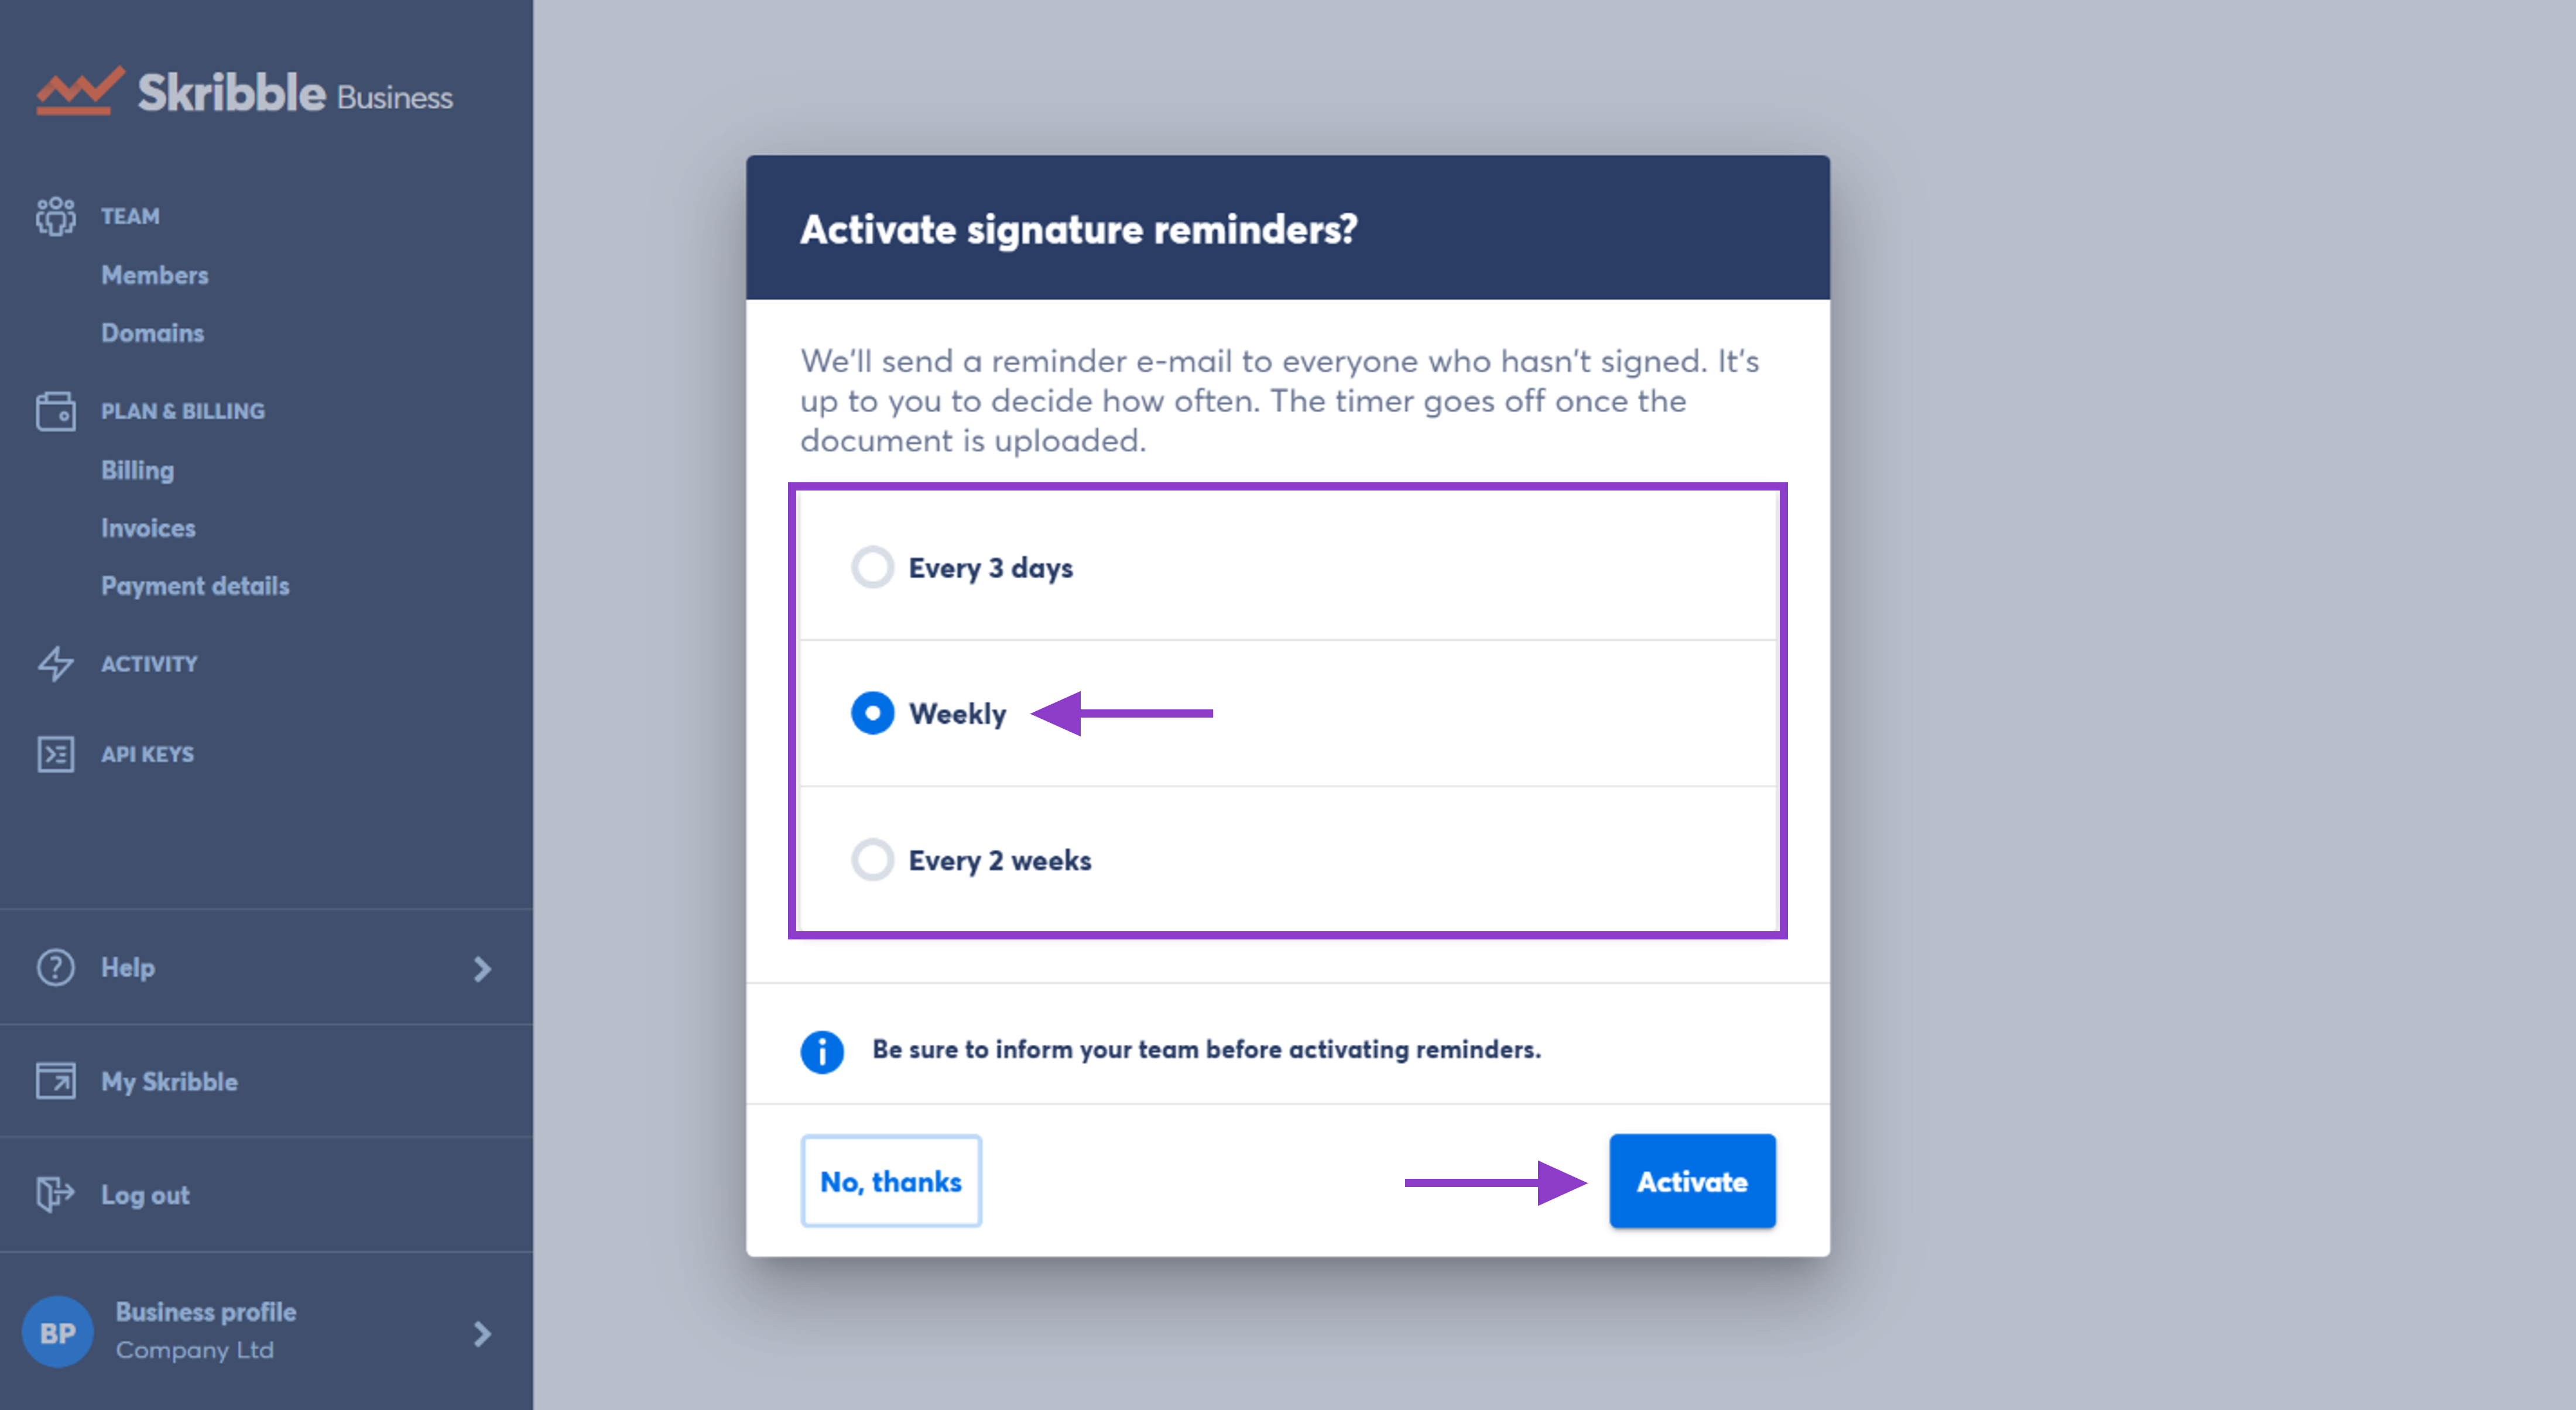 Skribble Business
TEAM
Members
Domains
PLAN & BILLING
Billing
Invoices
Payment details
ACTIVITY
API KEYS
Help
My Skribble
Log out
BP
Business profile
Company Ltd
Activate signature reminders?
We'll send a reminder e-mail to everyone who hasn't signed. It's
up to you to decide how often. The timer goes off once the
document is uploaded.
Every 3 days
Weekly
Every 2 weeks
Be sure to inform your team before activating reminders.
No, thanks
Activate